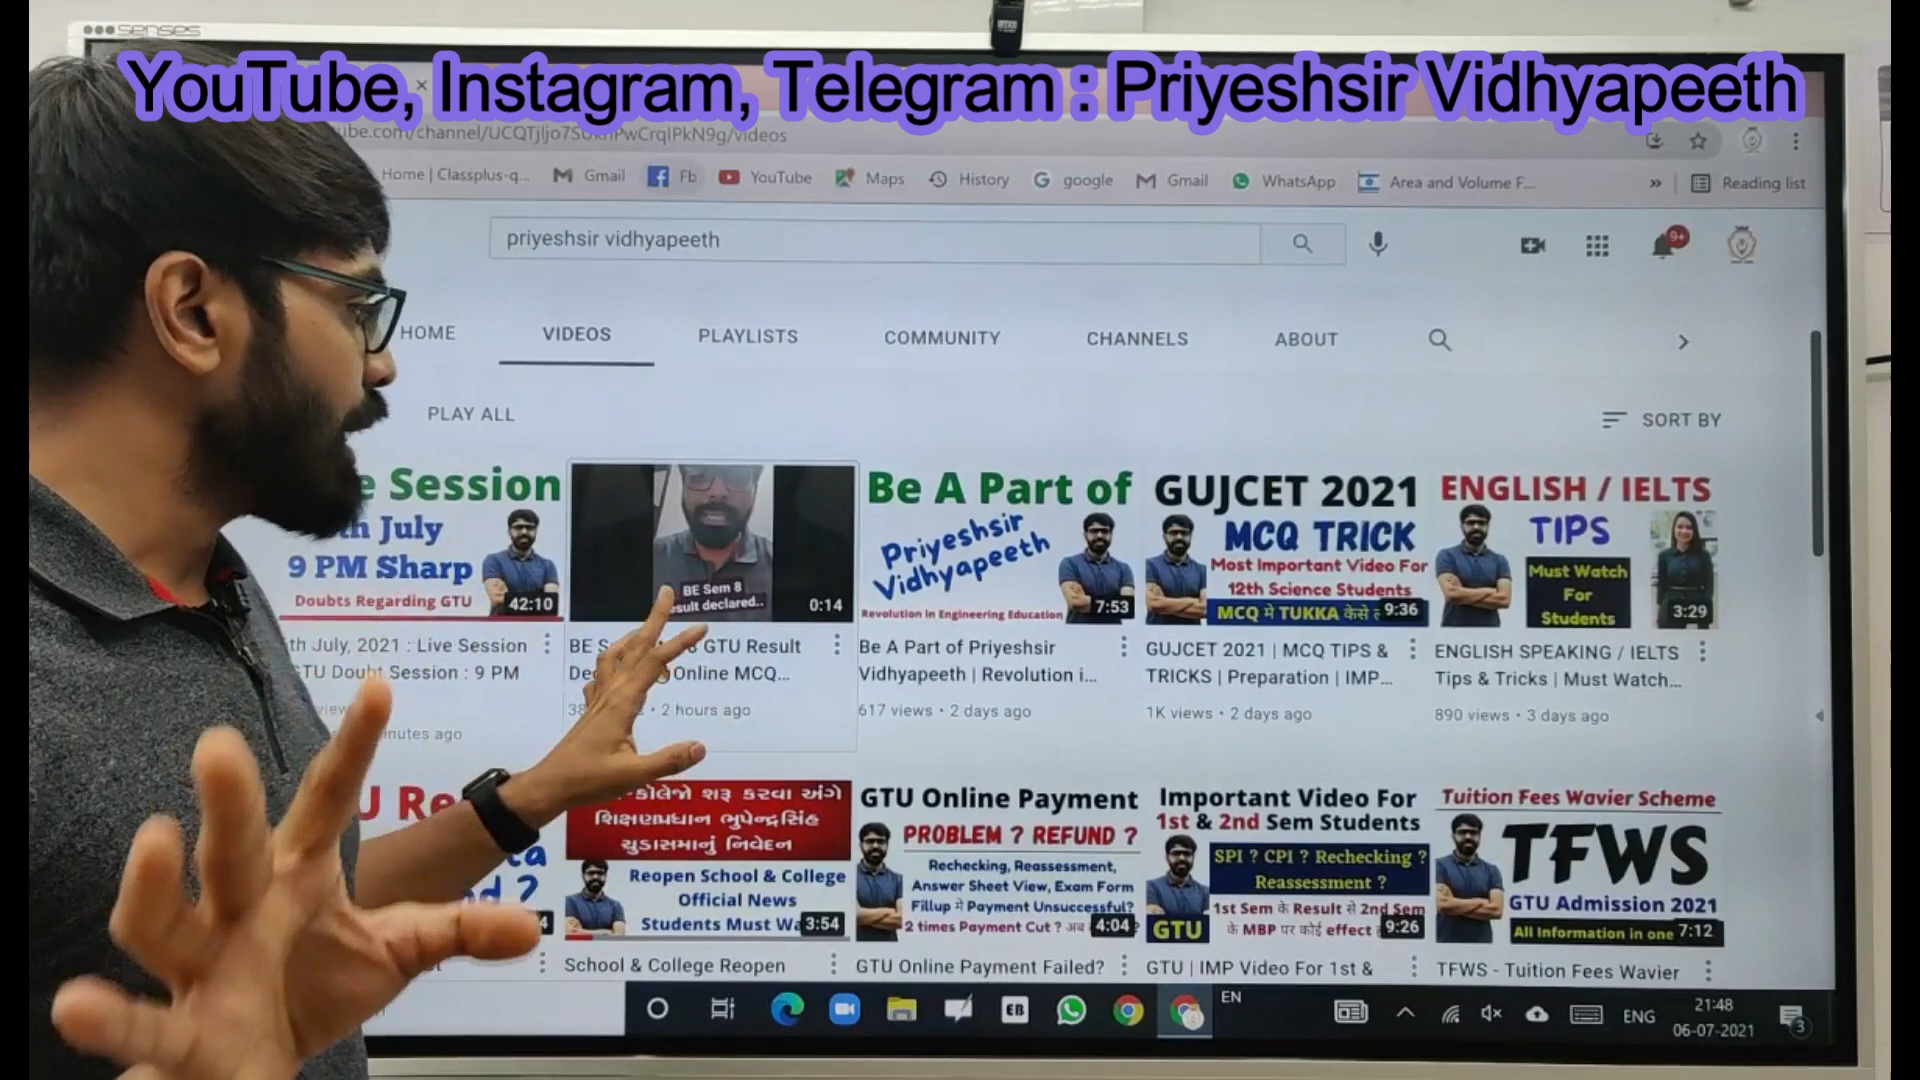 senses
YouTube, Instagram, Telegram : Priyeshsir Vidhyapeeth
Home | Classplus-q...
Gmail
Fb
YouTube
Maps
History
google
Gmail
WhatsApp
Area and Volume F...
»
Reading list
priyeshsir vidhyapeeth
9+
HOME
VIDEOS
PLAYLISTS
COMMUNITY
CHANNELS
ABOUT
PLAY ALL
SORT BY
Session
July
9 PM Sharp
Doubts Regarding GTU
42:10
BE Sem 8
declared..
0:14
Be A Part of
Priyeshsir
Vidhyapeeth
Revolution in Engineering Education
7:53
GUJCET 2021
MCQ TRICK
Most Important Video For
12th Science Students
MCQ मे TUKKA केसे
9:36
ENGLISH / IELTS
TIPS
Must Watch
For
Students
3:29
July, 2021 : Live Session
Doubt Session : 9 PM
BE
GTU Result
Online MCQ...
• 2 hours ago
Be A Part of Priyeshsir
Vidhyapeeth | Revolution i...
617 views • 2 days ago
GUJCET 2021 | MCQ TIPS &
TRICKS | Preparation | IMP...
1K views • 2 days ago
ENGLISH SPEAKING / IELTS
Tips & Tricks | Must Watch...
890 views • 3 days ago
કોલેજો શરૂ કરવા અંગે
શિક્ષણપ્રધાન ભુપેન્દ્રસિંહ
ચુડાસમાનું નિવેદન
Reopen School & College
Official News
Students Must
3:54
GTU Online Payment
PROBLEM ? REFUND ?
Rechecking, Reassessment,
Answer Sheet View, Exam Form
Fillup मे Payment Unsuccessful?
2 times Payment Cut ? अब
4:04
Important Video For
1st & 2nd Sem Students
SPI ? CPI ? Rechecking ?
Reassessment ?
1st Sem के Result से 2nd Sem
के MBP पर कोई effect
GTU
9:26
Tuition Fees Wavier Scheme
TFWS
GTU Admission 2021
All Information in one
7:12
School & College Reopen
GTU Online Payment Failed?
GTU | IMP Video For 1st &
TFWS - Tuition Fees Wavier
EB
EN
ENG
21:48
06-07-2021
3